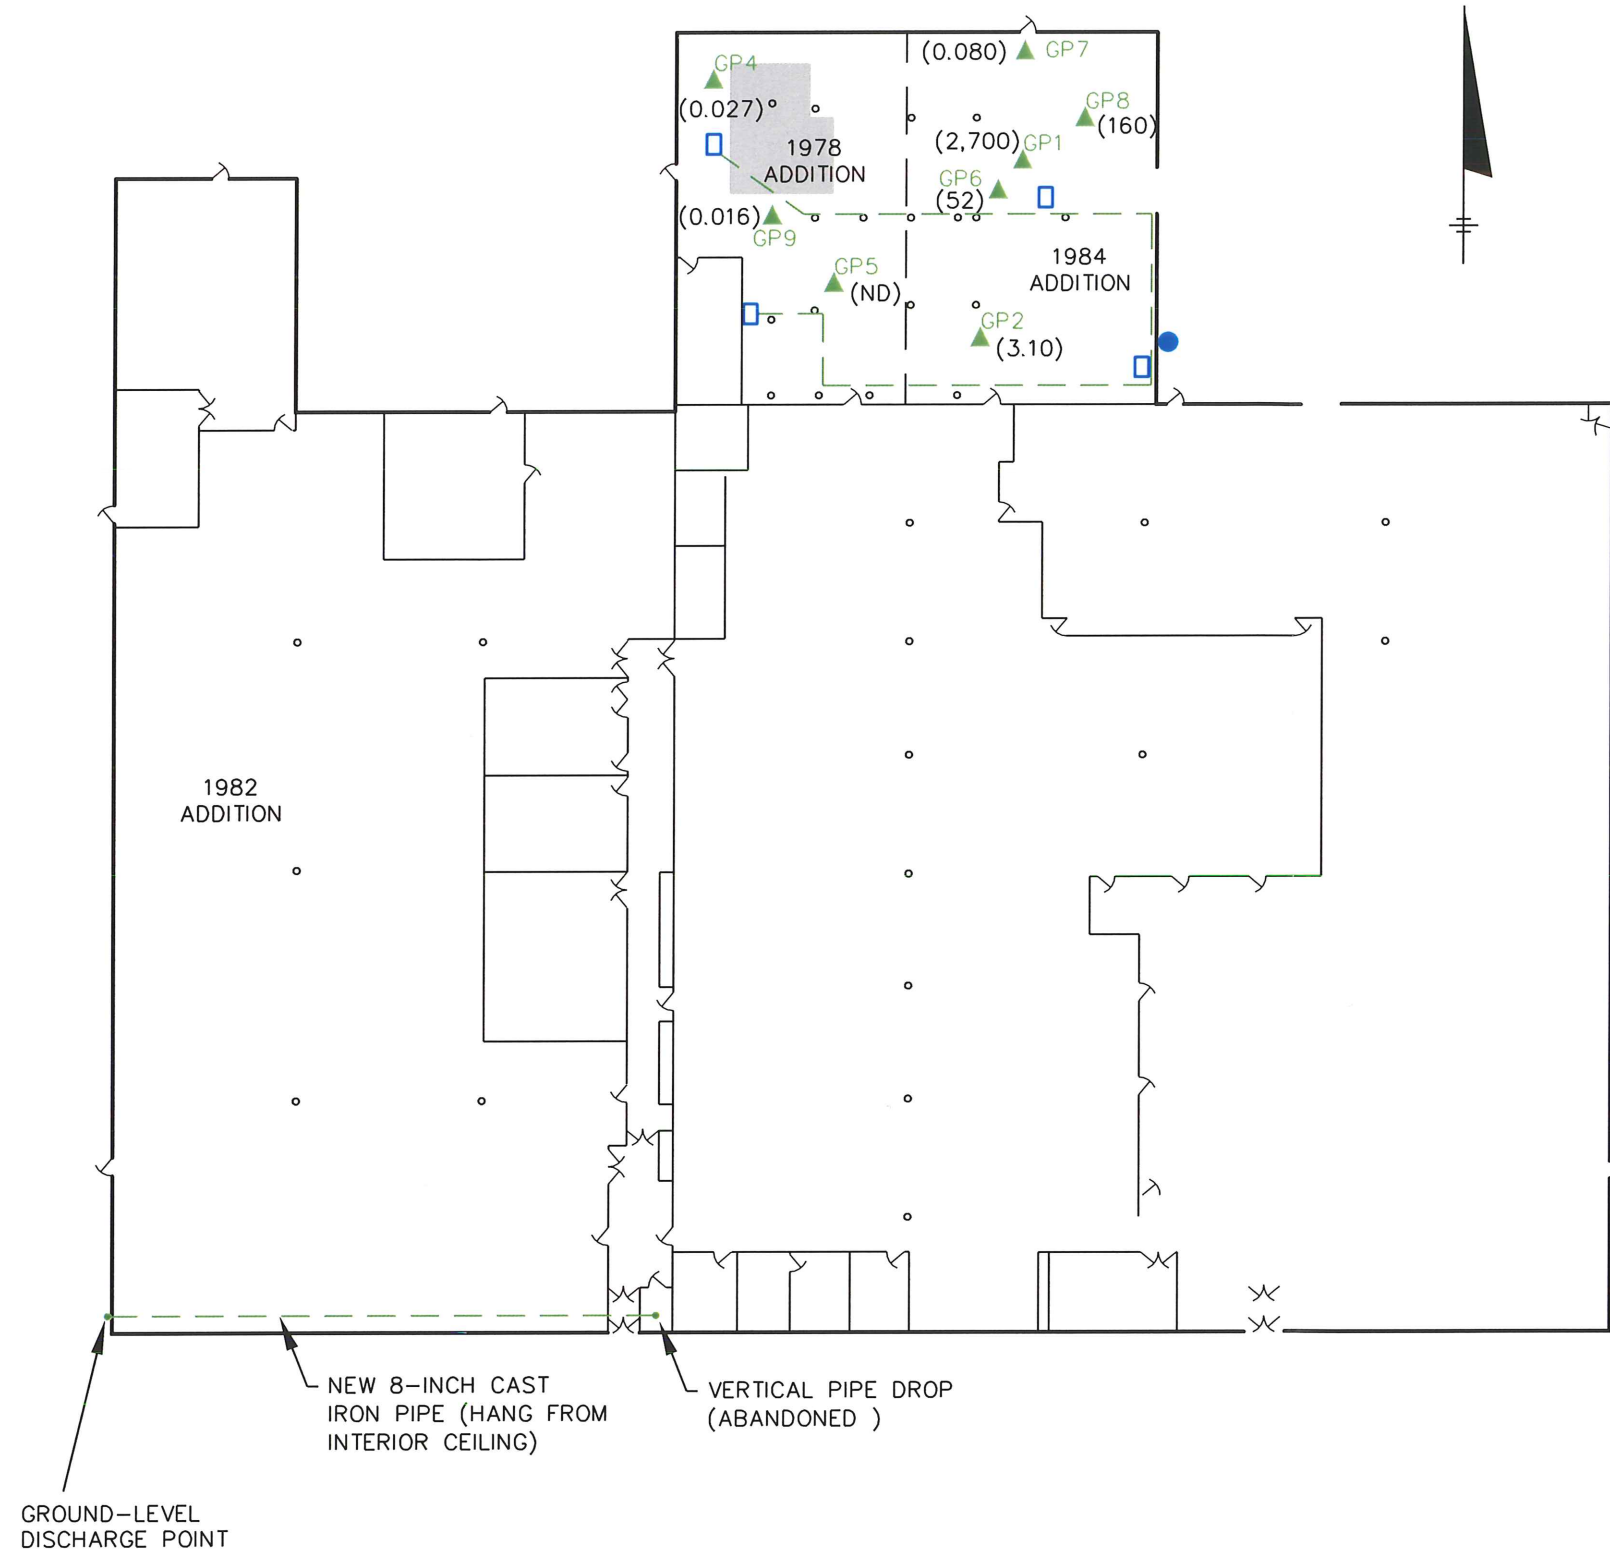 (0.080) GP7
GP4
(0.027)
GP8
(160)
(2,700) GP1
1978
ADDITION
GP6
(52)
(0.016)
GP9
1984
ADDITION
GP5
(ND)
GP2
(3.10)
1982
ADDITION
NEW 8-INCH CAST
IRON PIPE (HANG FROM
INTERIOR CEILING)
VERTICAL PIPE DROP
(ABANDONED )
GROUND-LEVEL
DISCHARGE POINT